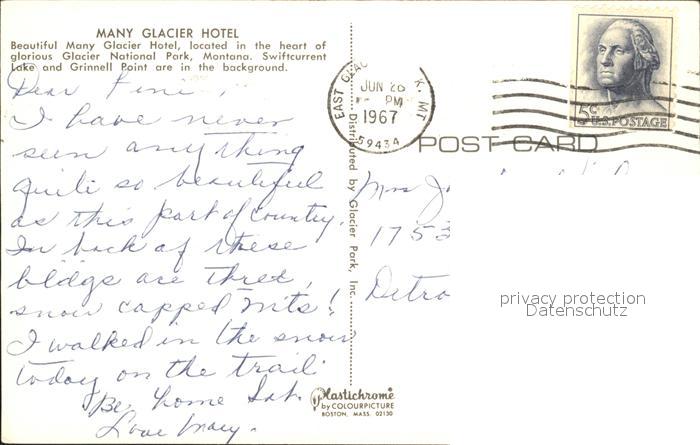 MANY GLACIER HOTEL
Beautiful Many Glacier Hotel, located in the heart of
glorious Glacier National Park, Montana. Swiftcurrent
Lake and Grinnell Point are in the background.
Dear
I have never
seen anything
quite so beautiful
as this part of country.
In back of these
bldgs are three,
snow capped mts!
I walked in the snow
today on the trail
Be home Sat.
Love Mary.
Distributed by Glacier Park, Inc.
Plastichrome
by COLOURPICTURE
BOSTON, MASS. 02130
EAST GLAC K. MT
JUN 26
PM
1967
59434
5¢
U.S. POSTAGE
POST CARD
Mrs J
1753
Detro
privacy protection
Datenschutz